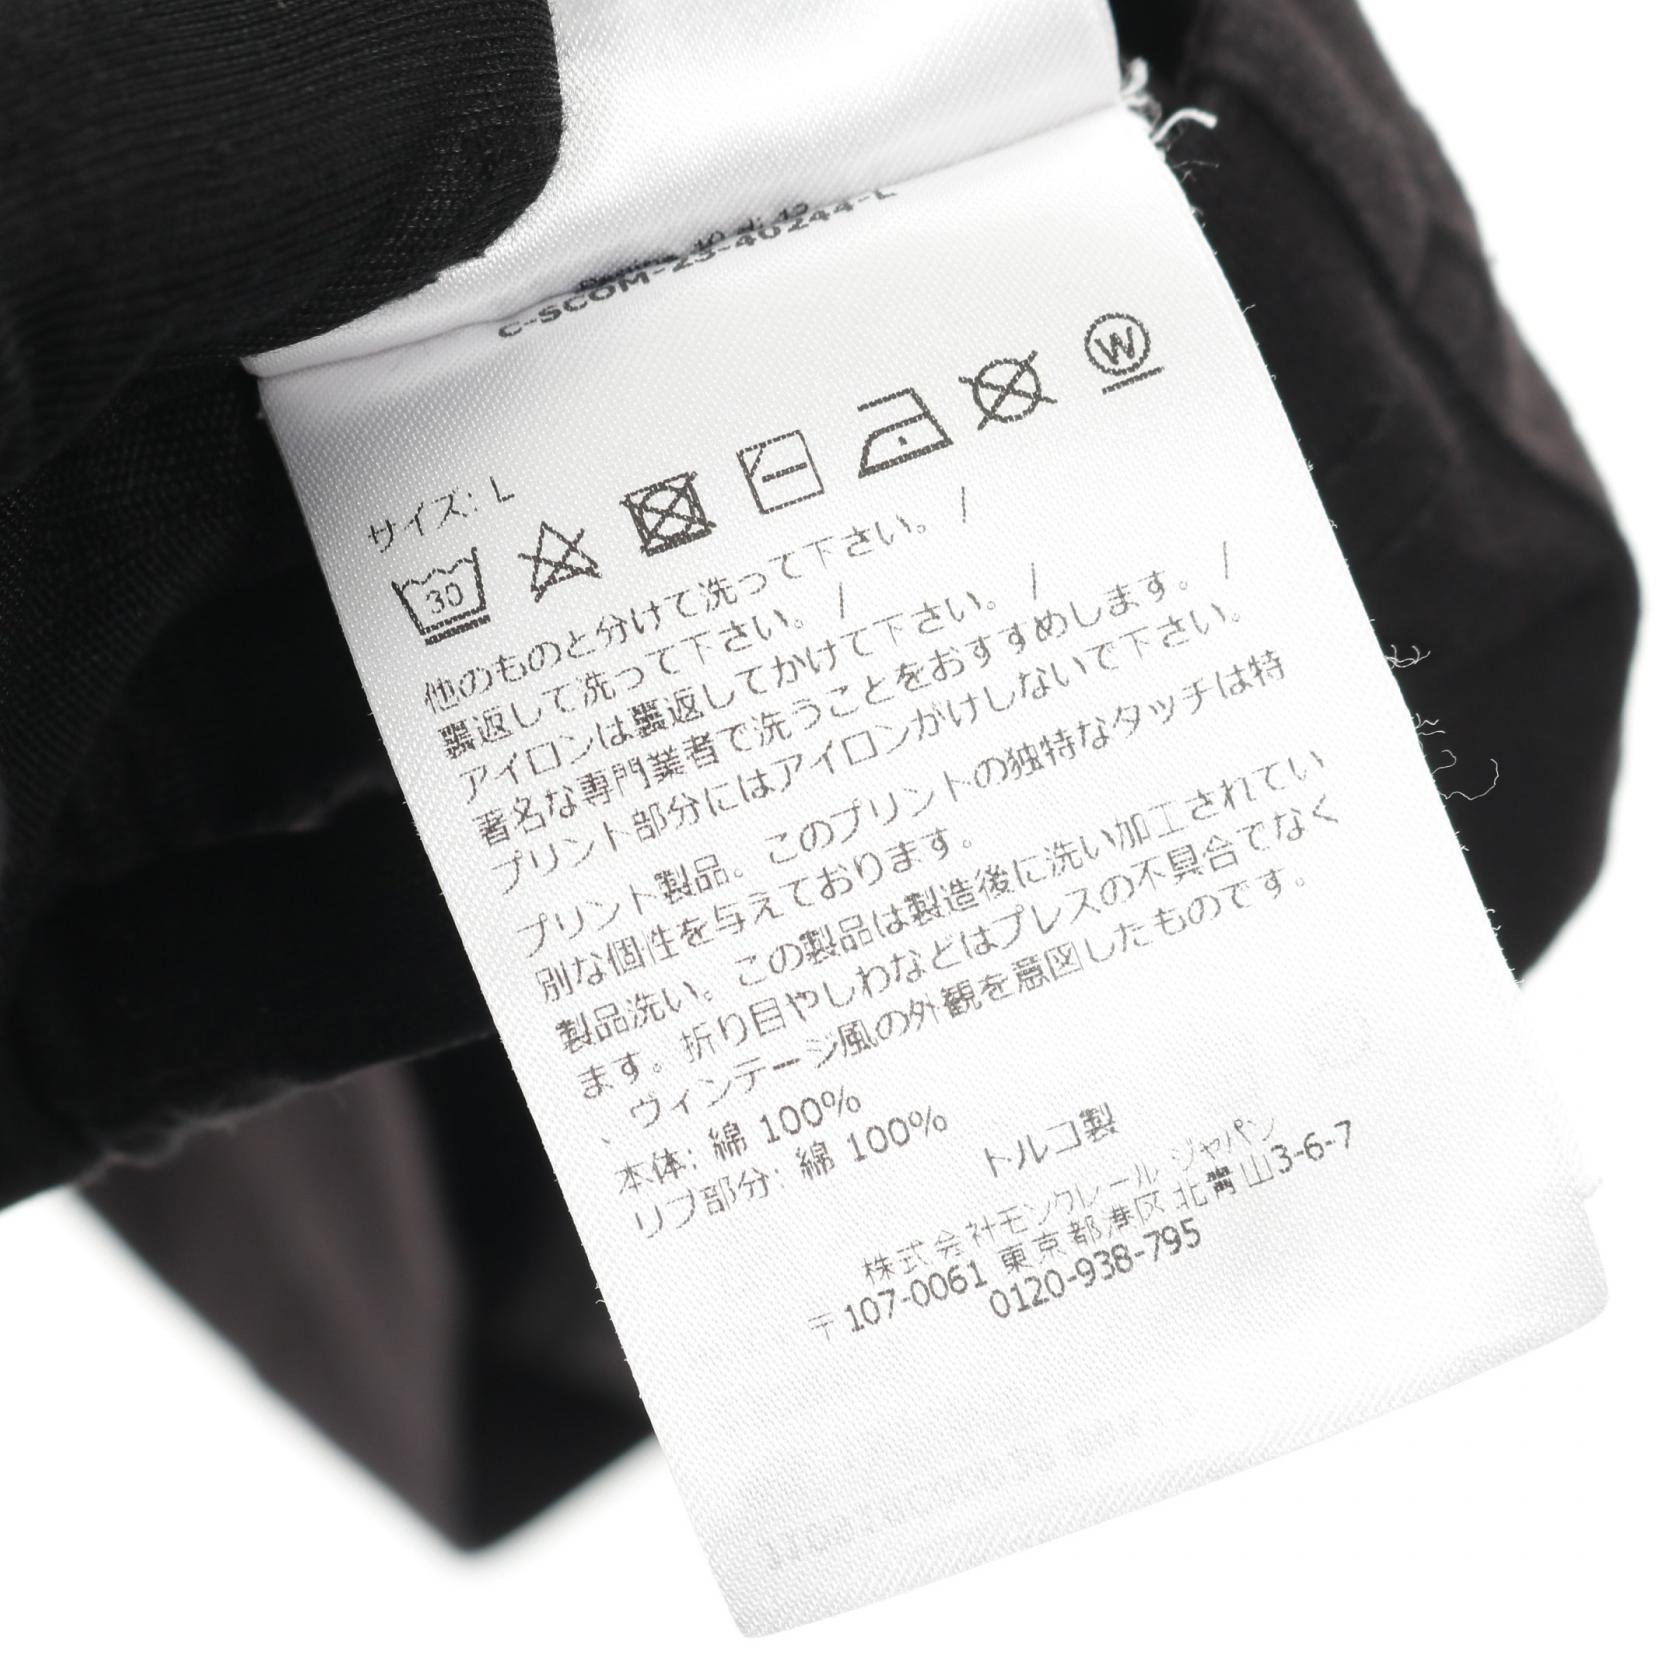 C-SCOM-23-40244-L
サイズ: L
30
W
他のものと分けて洗って下さい。 /
裏返して洗って下さい。 /
アイロンは裏返してかけて下さい。 /
著名な専門業者で洗うことをおすすめします。 /
プリント部分にはアイロンがけしないで下さい。
プリント製品。このプリントの独特なタッチは特
別な個性を与えております。
製品洗い。この製品は製造後に洗い加工されてい
ます。折り目やしわなどはプレスの不具合でなく
、ヴィンテージ風の外観を意図したものです。
本体: 綿 100%
リブ部分: 綿 100%
トルコ製
株式会社モンクレール ジャパン
〒107-0061 東京都港区 北青山3-6-7
0120-938-795